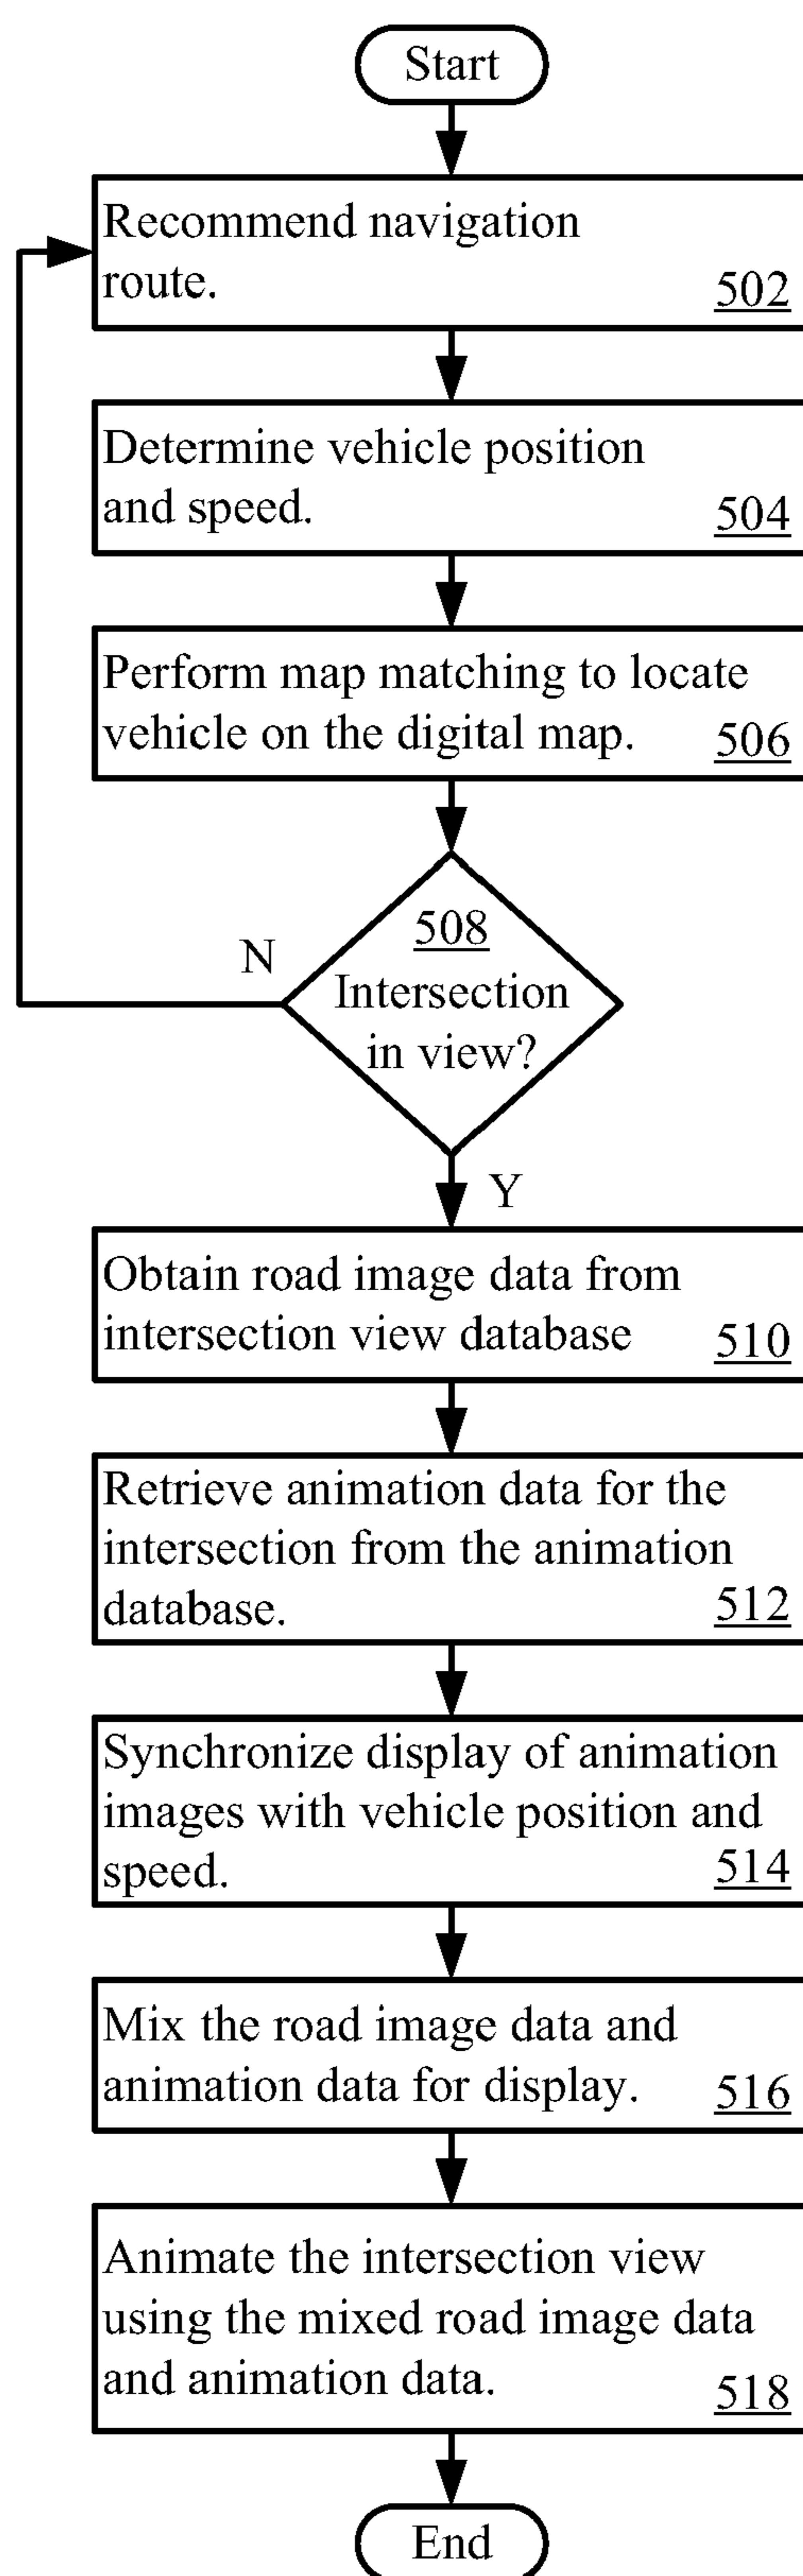 Start
Recommend navigation
route.
502
Determine vehicle position
and speed.
504
Perform map matching to locate
vehicle on the digital map.
506
508
Intersection
in view?
N
Y
Obtain road image data from
intersection view database
510
Retrieve animation data for the
intersection from the animation
database.
512
Synchronize display of animation
images with vehicle position and
speed.
514
Mix the road image data and
animation data for display.
516
Animate the intersection view
using the mixed road image data
and animation data.
518
End